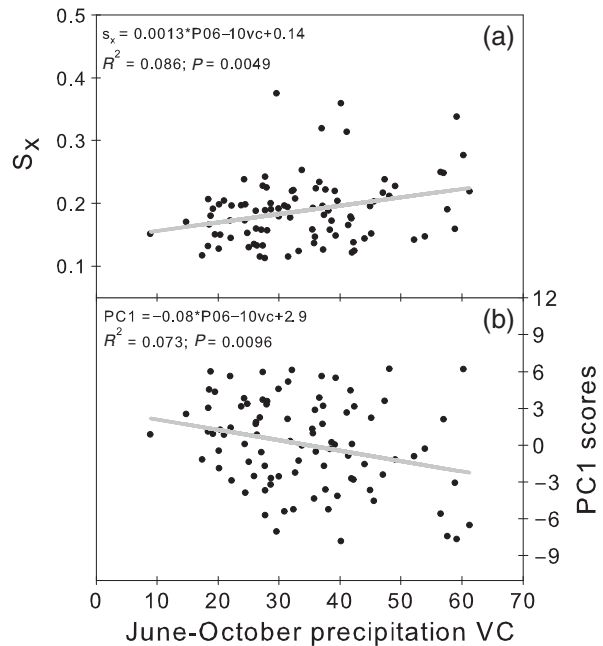 0.5
s_x = 0.0013*P06−10vc+0.14
(a)
R² = 0.086; P = 0.0049
0.4
0.3
S_x
0.2
0.1
12
PC1 =−0.08*P06−10vc+2.9
(b)
R² = 0.073; P = 0.0096
9
6
3
0
−3
−6
−9
PC1 scores
0 10 20 30 40 50 60 70
June-October precipitation VC